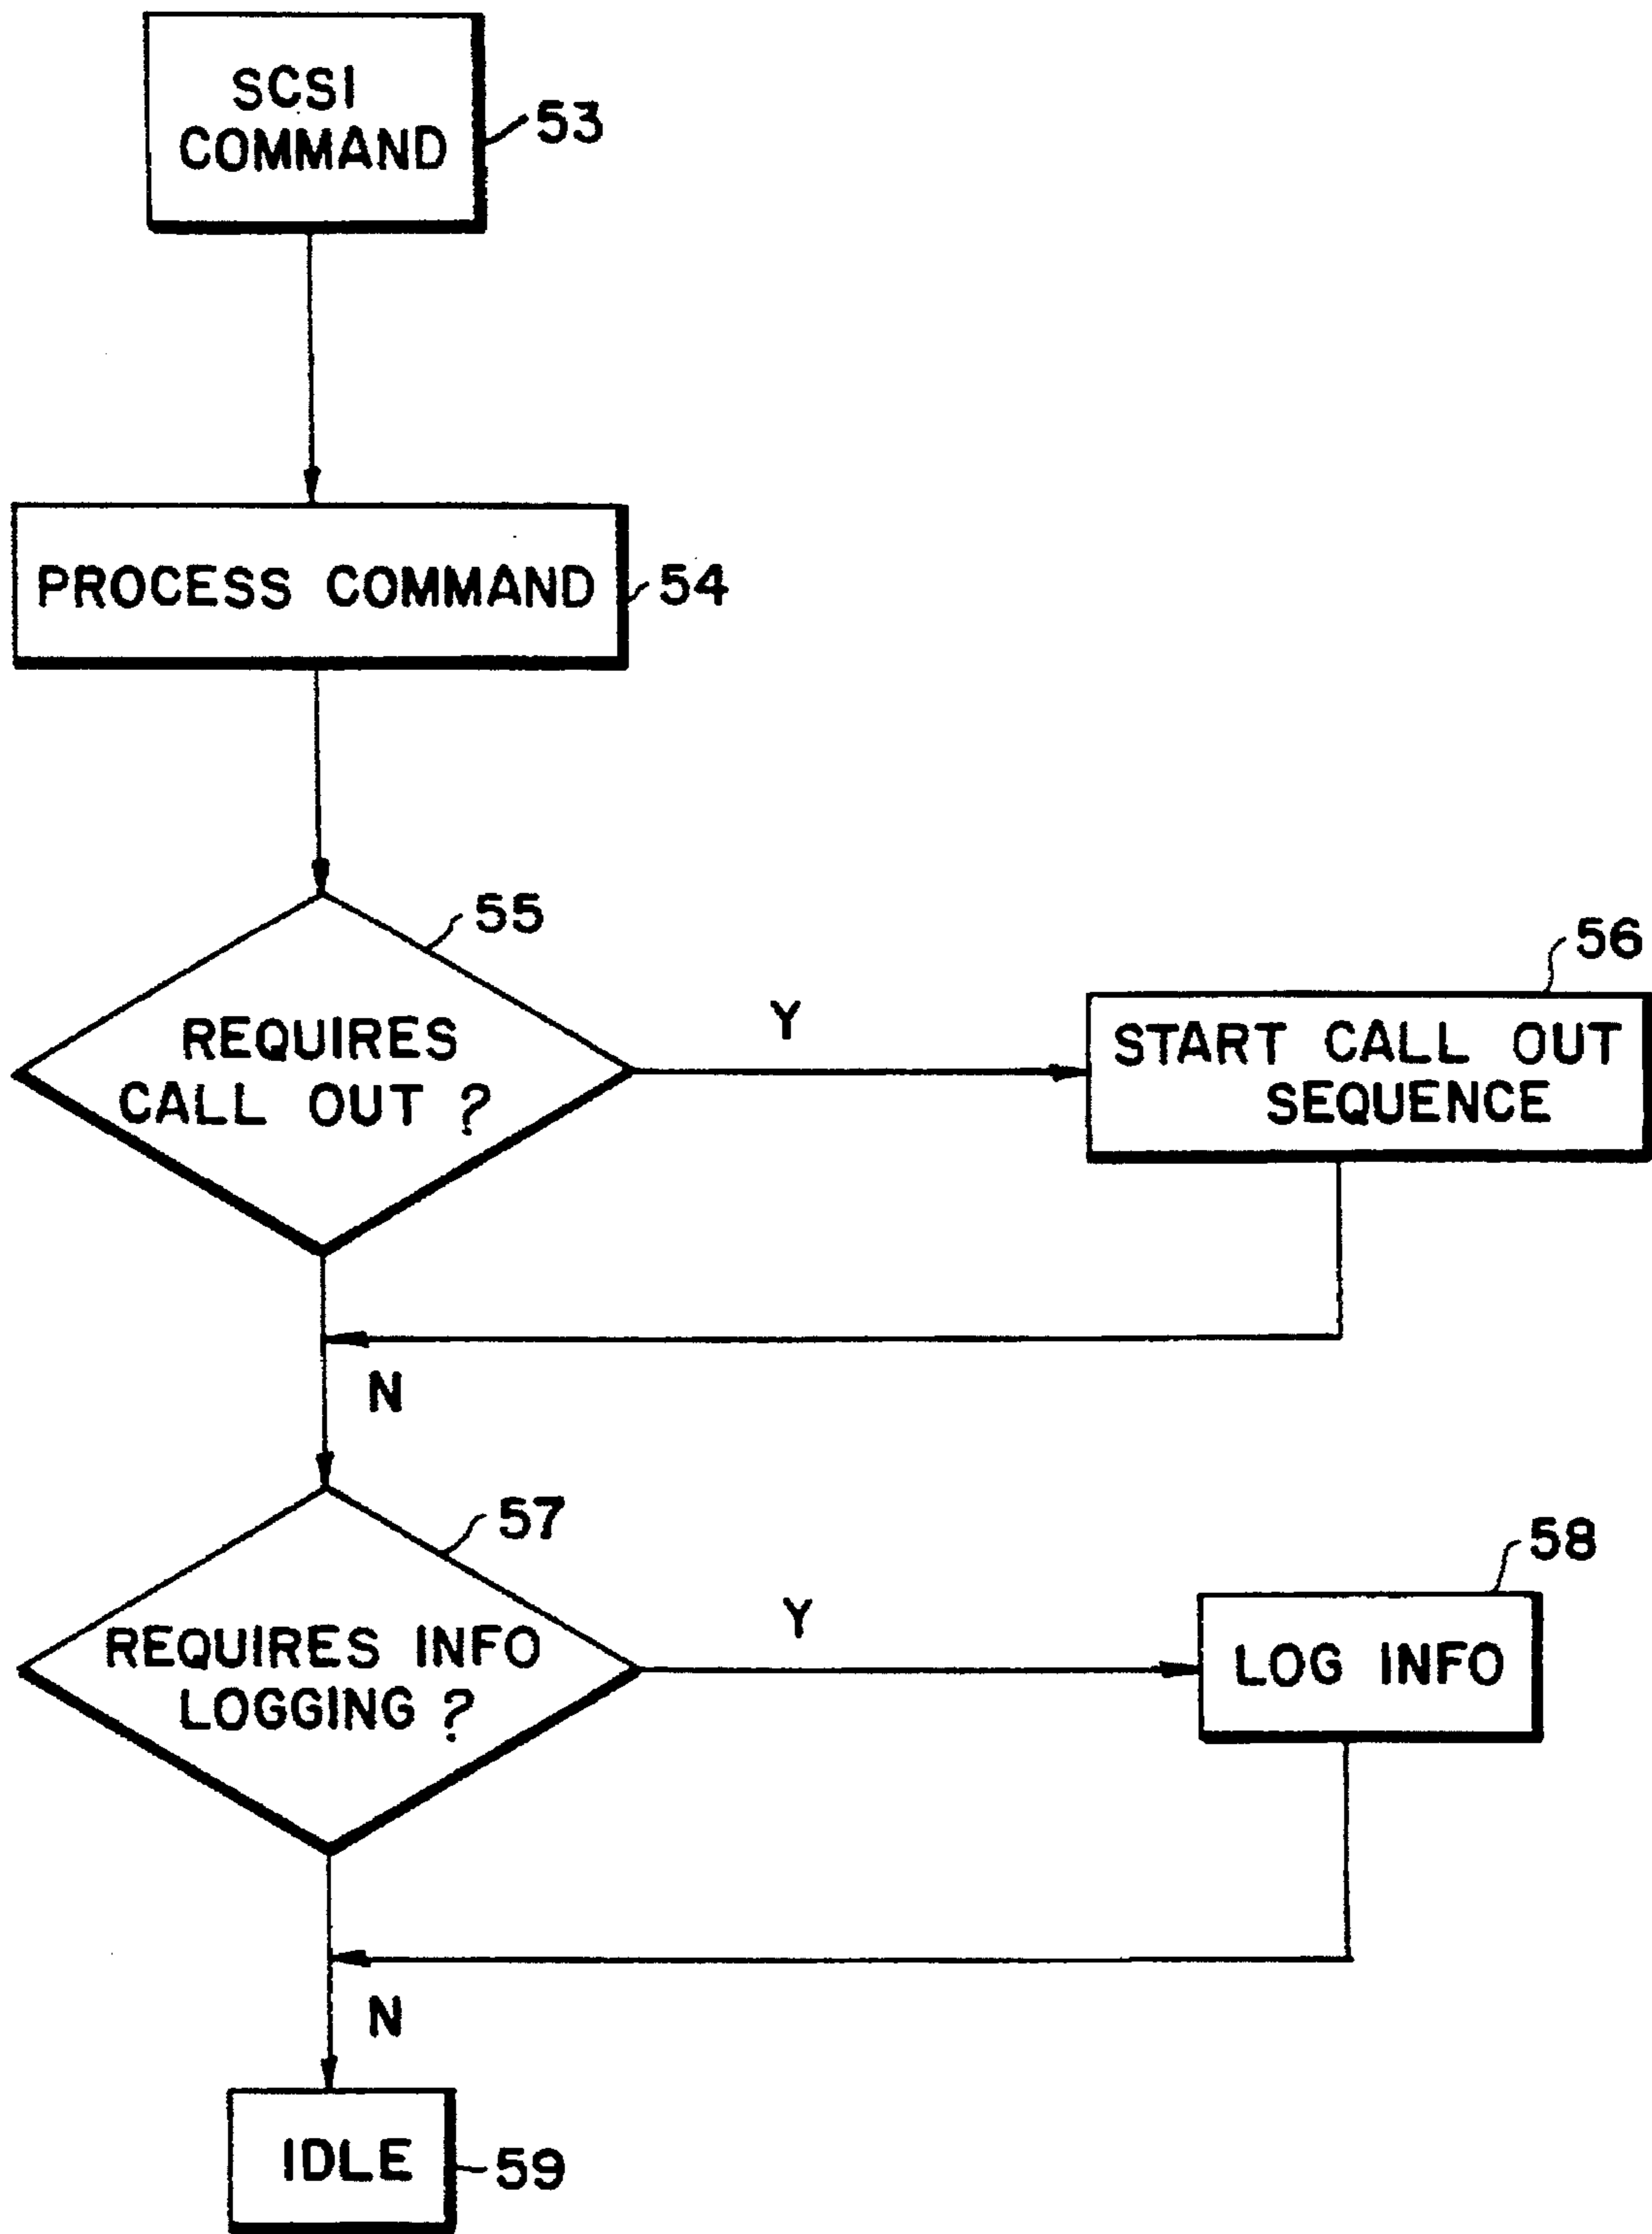 SCSI
COMMAND
53
PROCESS COMMAND
54
55
REQUIRES
CALL OUT ?
Y
56
START CALL OUT
SEQUENCE
N
57
REQUIRES INFO
LOGGING ?
Y
58
LOG INFO
N
IDLE
59